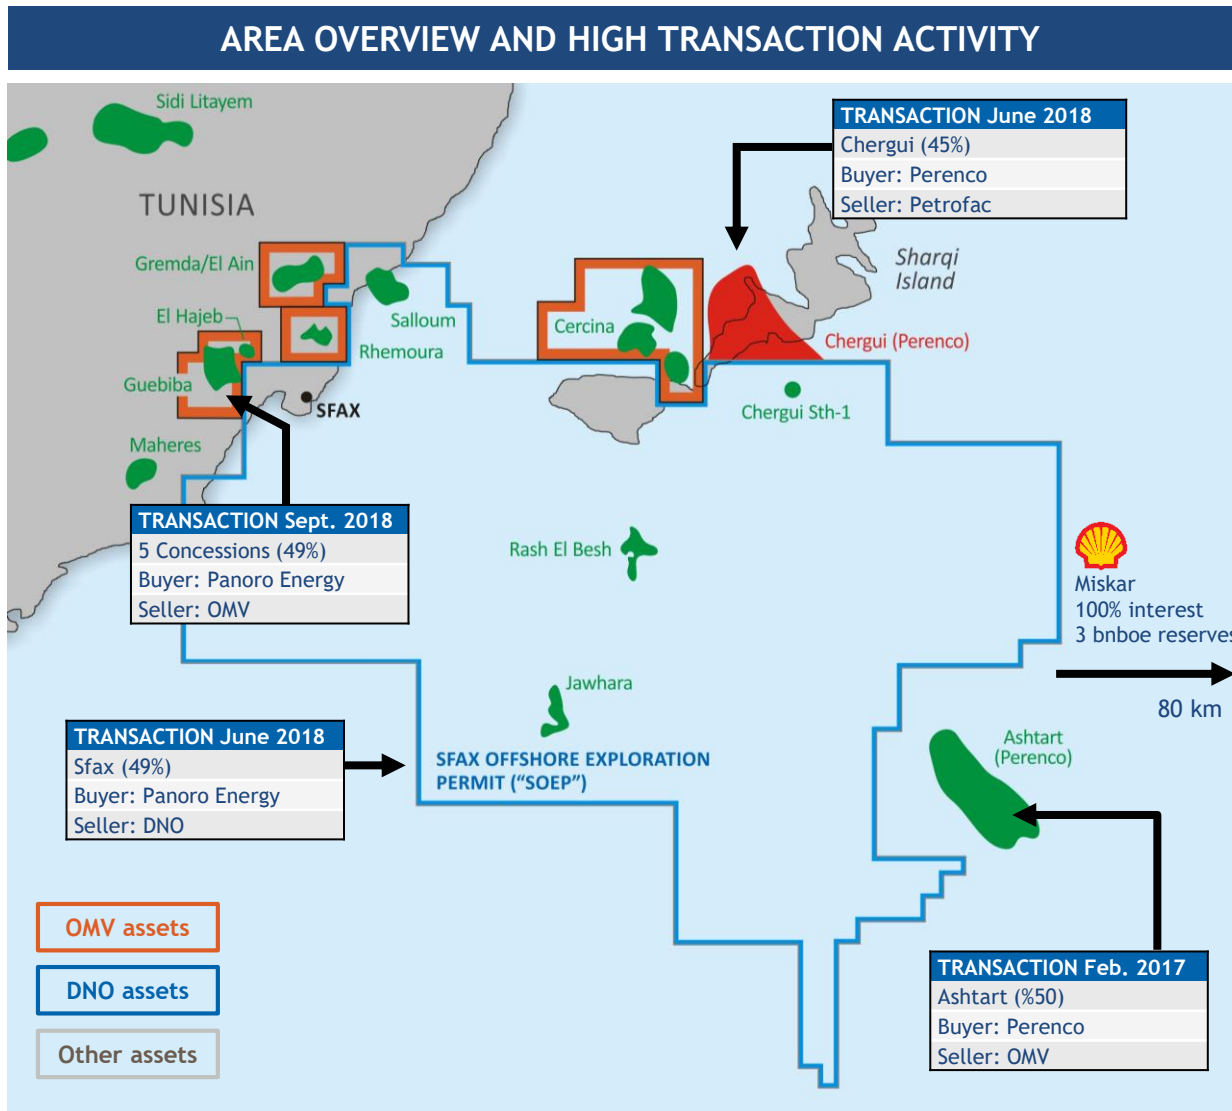 AREA OVERVIEW AND HIGH TRANSACTION ACTIVITY
Sidi Litayem
TUNISIA
TRANSACTION June 2018
Chergui (45%)
Buyer: Perenco
Seller: Petrofac
Sharqi
Island
Gremda/El Ain
El Hajeb
Salloum
Rhemoura
Guebiba
SFAX
Maheres
Cercina
Chergui (Perenco)
Chergui Sth-1
TRANSACTION Sept. 2018
5 Concessions (49%)
Buyer: Panoro Energy
Seller: OMV
Rash El Besh
Miskar
100% interest
3 bnboe reserves
80 km
Jawhara
SFAX OFFSHORE EXPLORATION
PERMIT ("SOEP")
TRANSACTION June 2018
Sfax (49%)
Buyer: Panoro Energy
Seller: DNO
Ashtart
(Perenco)
OMV assets
DNO assets
Other assets
TRANSACTION Feb. 2017
Ashtart (%50)
Buyer: Perenco
Seller: OMV